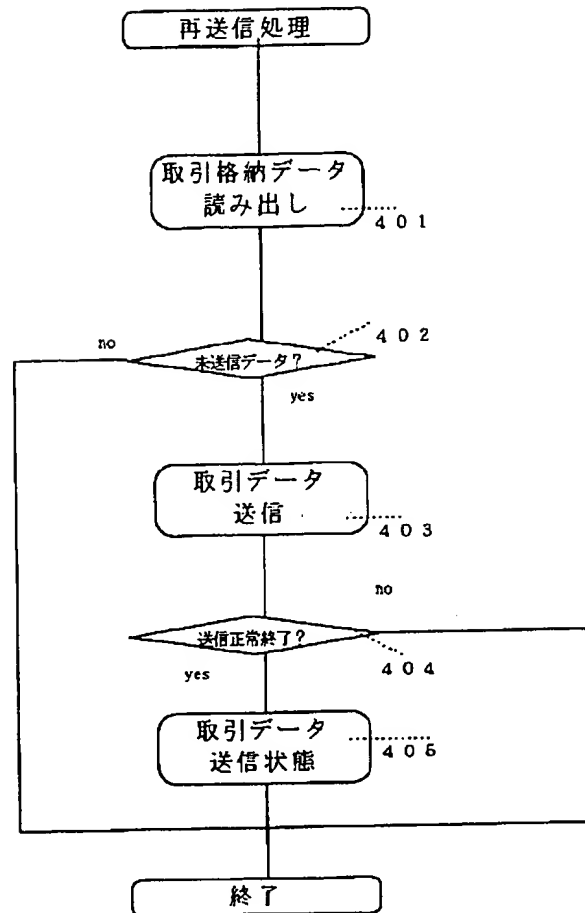 再送信処理
取引格納データ
読み出し
401
402
no
未送信データ?
yes
取引データ
送信
403
no
送信正常終了?
404
yes
取引データ
送信状態
405
終了